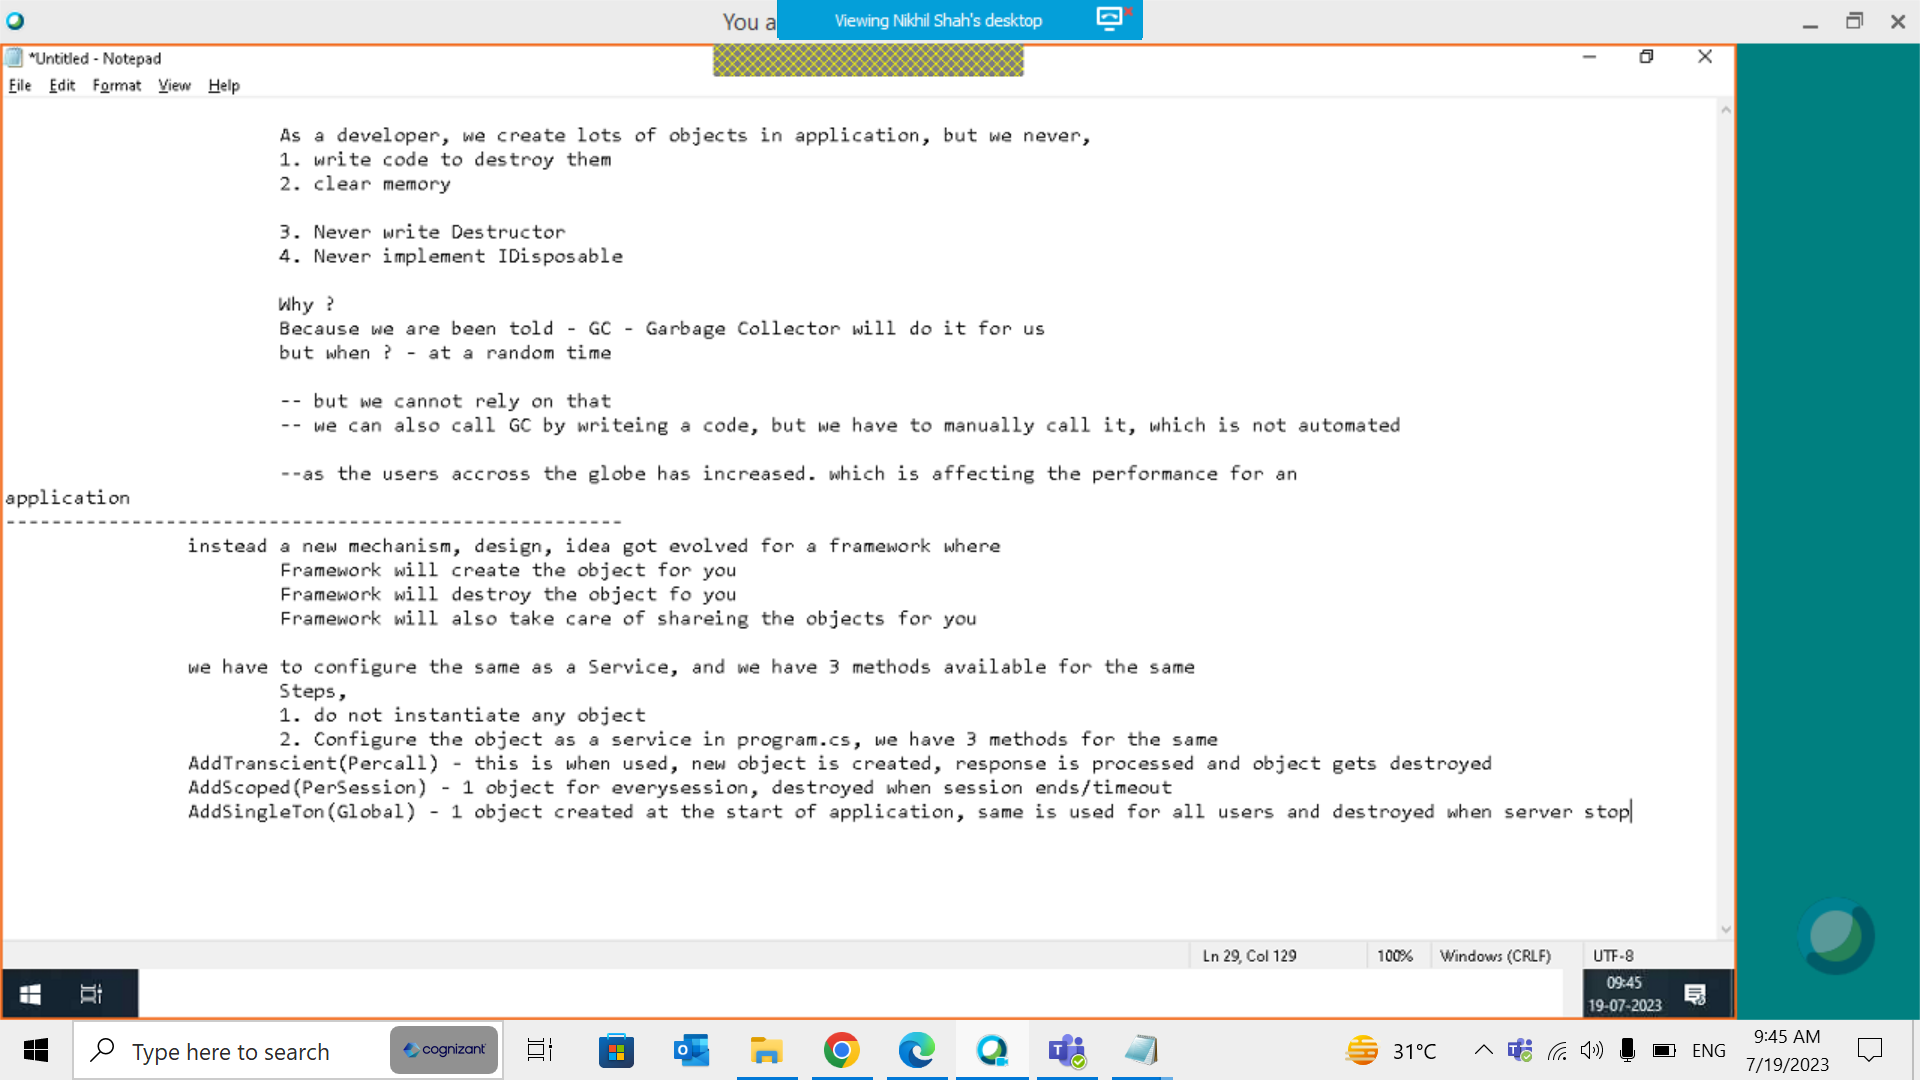 You a
Viewing Nikhil Shah's desktop
*Untitled - Notepad
File Edit Format View Help
As a developer, we create lots of objects in application, but we never,
1. write code to destroy them
2. clear memory
3. Never write Destructor
4. Never implement IDisposable
Why ?
Because we are been told - GC - Garbage Collector will do it for us
but when ? - at a random time
-- but we cannot rely on that
-- we can also call GC by writeing a code, but we have to manually call it, which is not automated
--as the users accross the globe has increased. which is affecting the performance for an
application
------------------------------------------------------
instead a new mechanism, design, idea got evolved for a framework where
Framework will create the object for you
Framework will destroy the object fo you
Framework will also take care of shareing the objects for you
we have to configure the same as a Service, and we have 3 methods available for the same
Steps,
1. do not instantiate any object
2. Configure the object as a service in program.cs, we have 3 methods for the same
AddTranscient(Percall) - this is when used, new object is created, response is processed and object gets destroyed
AddScoped(PerSession) - 1 object for everysession, destroyed when session ends/timeout
AddSingleTon(Global) - 1 object created at the start of application, same is used for all users and destroyed when server stop
Ln 29, Col 129 100% Windows (CRLF) UTF-8
09:45
19-07-2023
Type here to search
cognizant
31°C
ENG
9:45 AM
7/19/2023